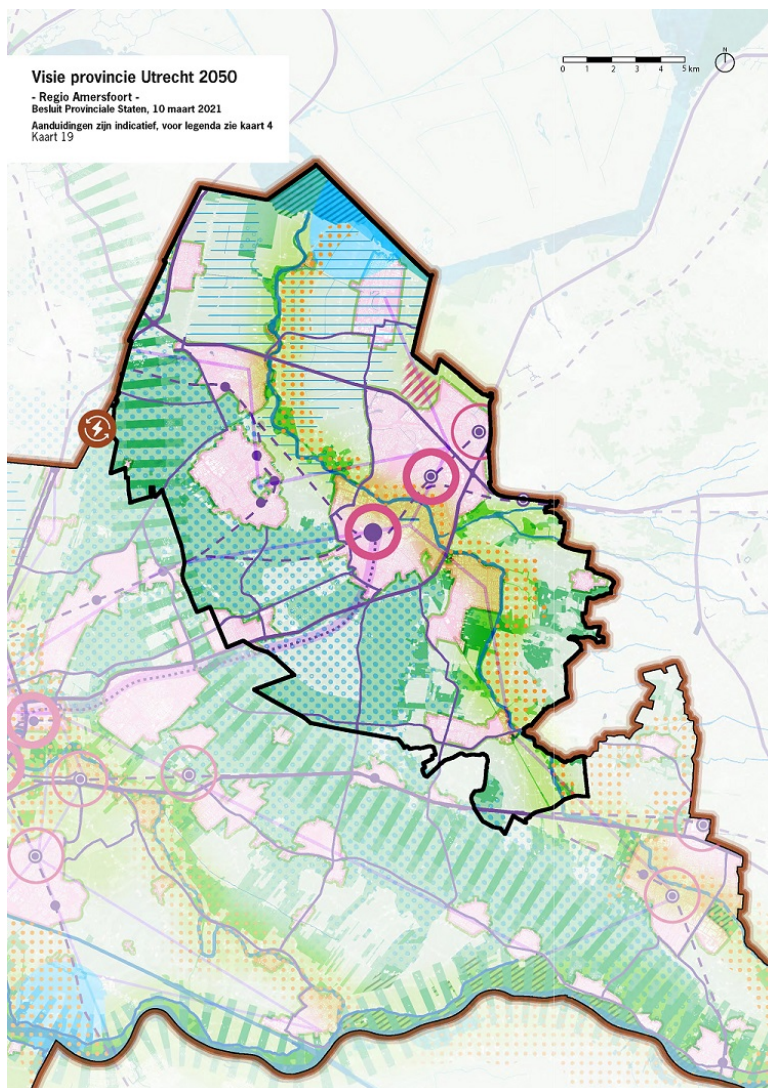 Visie provincie Utrecht 2050
- Regio Amersfoort -
Besluit Provinciale Staten, 10 maart 2021
Aanduidingen zijn indicatief, voor legenda zie kaart 4
Kaart 19
0 1 2 3 4 5 km
N